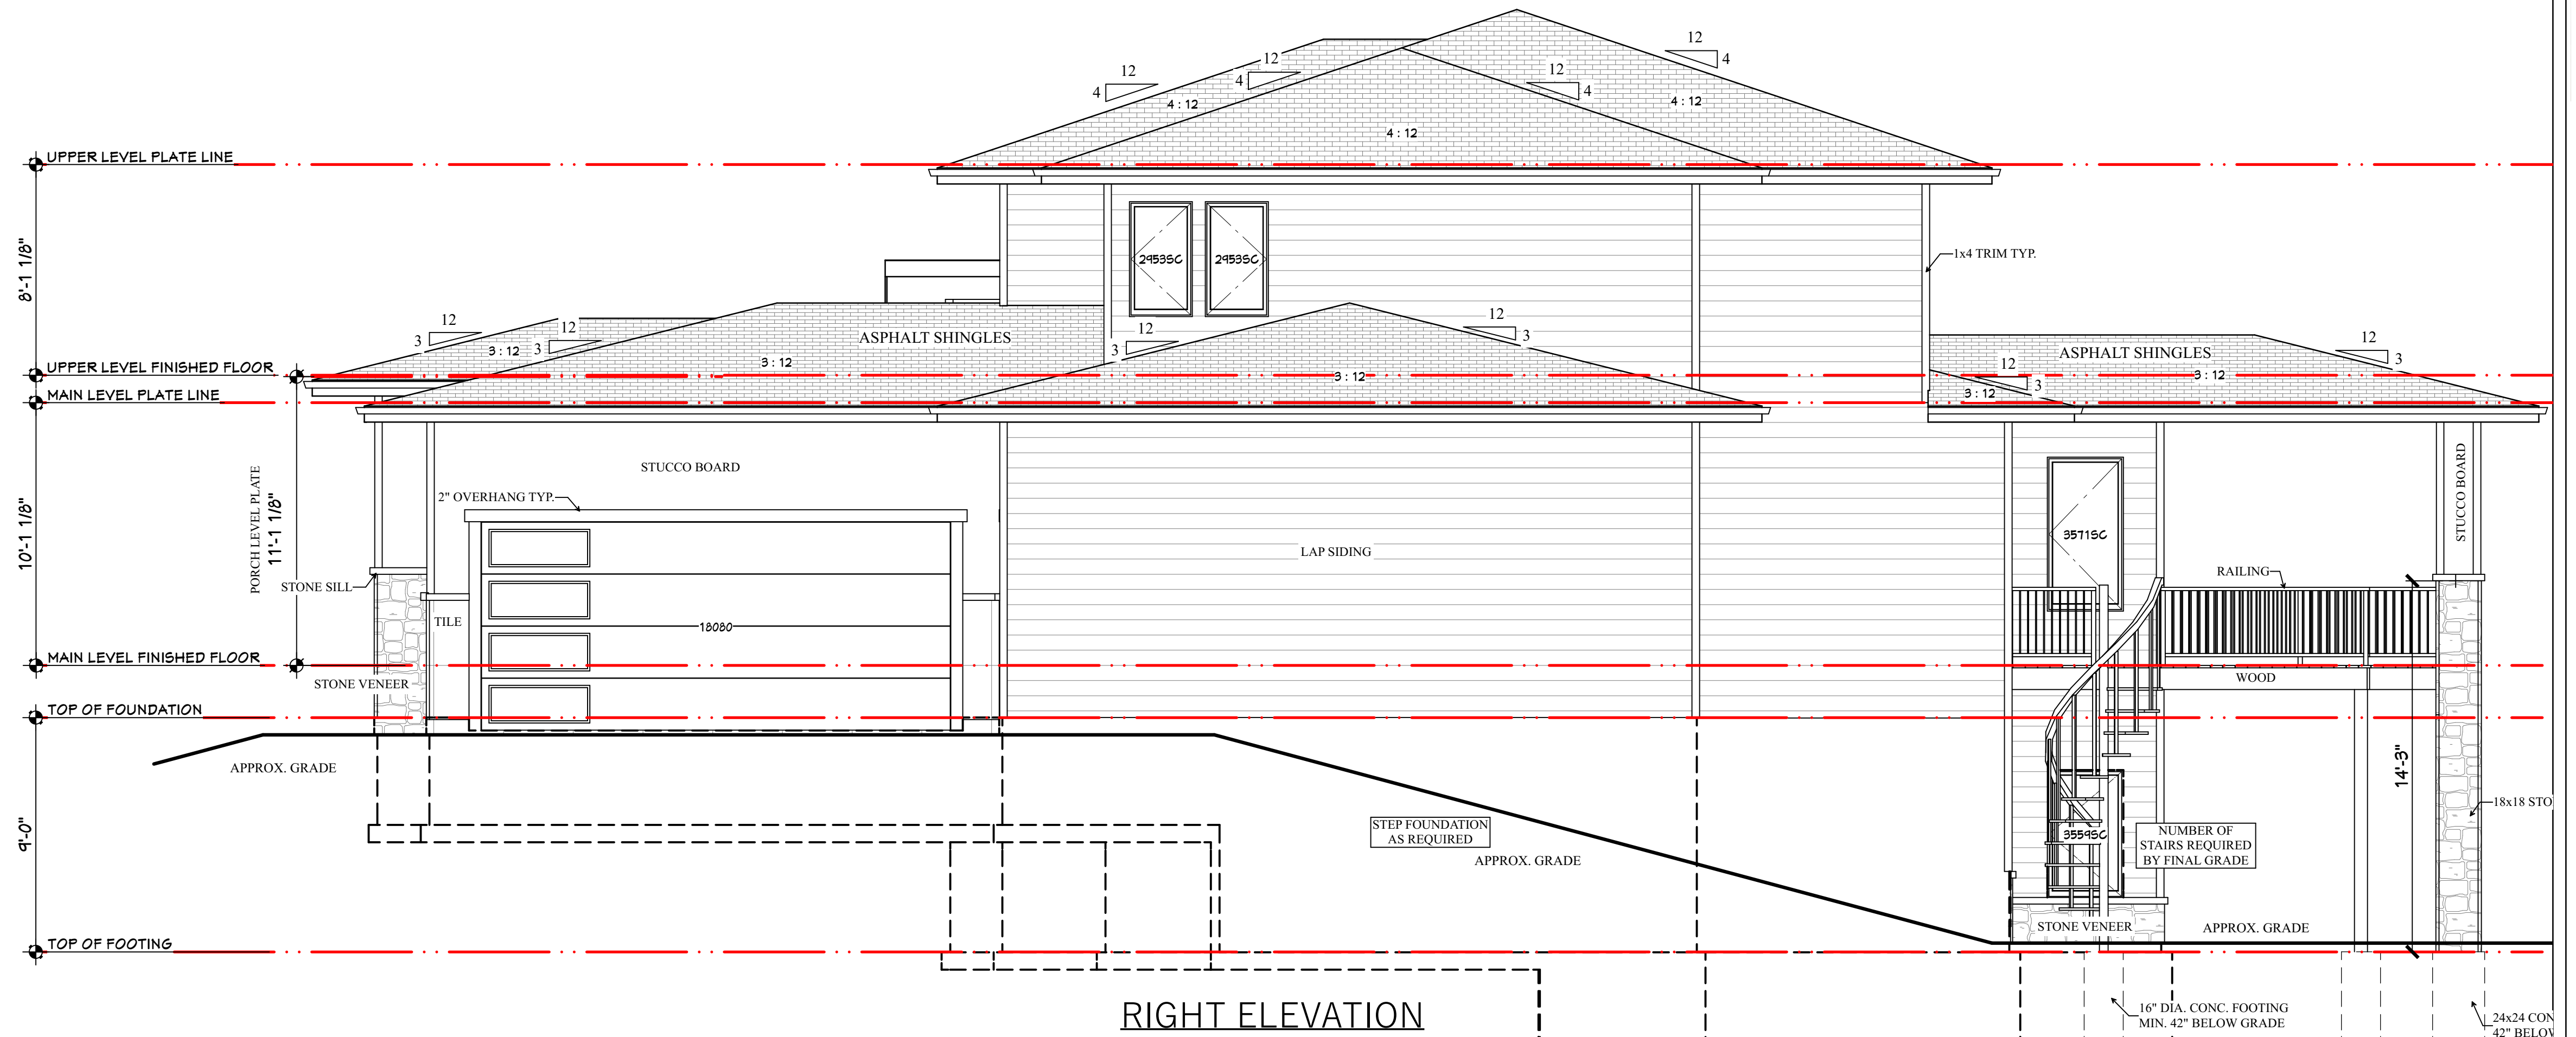 12
4
12
4
12
4
12
4
4 : 12
4 : 12
4 : 12
UPPER LEVEL PLATE LINE
8'-1 1/8"
2953SC
2953SC
1x4 TRIM TYP.
12
3
3 : 12
12
3
ASPHALT SHINGLES
3 : 12
12
3
12
3
3 : 12
ASPHALT SHINGLES
12
3
3 : 12
12
3
3 : 12
UPPER LEVEL FINISHED FLOOR
MAIN LEVEL PLATE LINE
10'-1 1/8"
PORCH LEVEL PLATE
11'-1 1/8"
STUCCO BOARD
2" OVERHANG TYP.
STONE SILL
TILE
18080
LAP SIDING
3571SC
RAILING
STUCCO BOARD
MAIN LEVEL FINISHED FLOOR
STONE VENEER
WOOD
TOP OF FOUNDATION
APPROX. GRADE
9'-0"
STEP FOUNDATION
AS REQUIRED
APPROX. GRADE
3559SC
NUMBER OF
STAIRS REQUIRED
BY FINAL GRADE
14'-3"
18x18 STO
STONE VENEER
APPROX. GRADE
TOP OF FOOTING
RIGHT ELEVATION
16" DIA. CONC. FOOTING
MIN. 42" BELOW GRADE
24x24 CON
42" BELOW